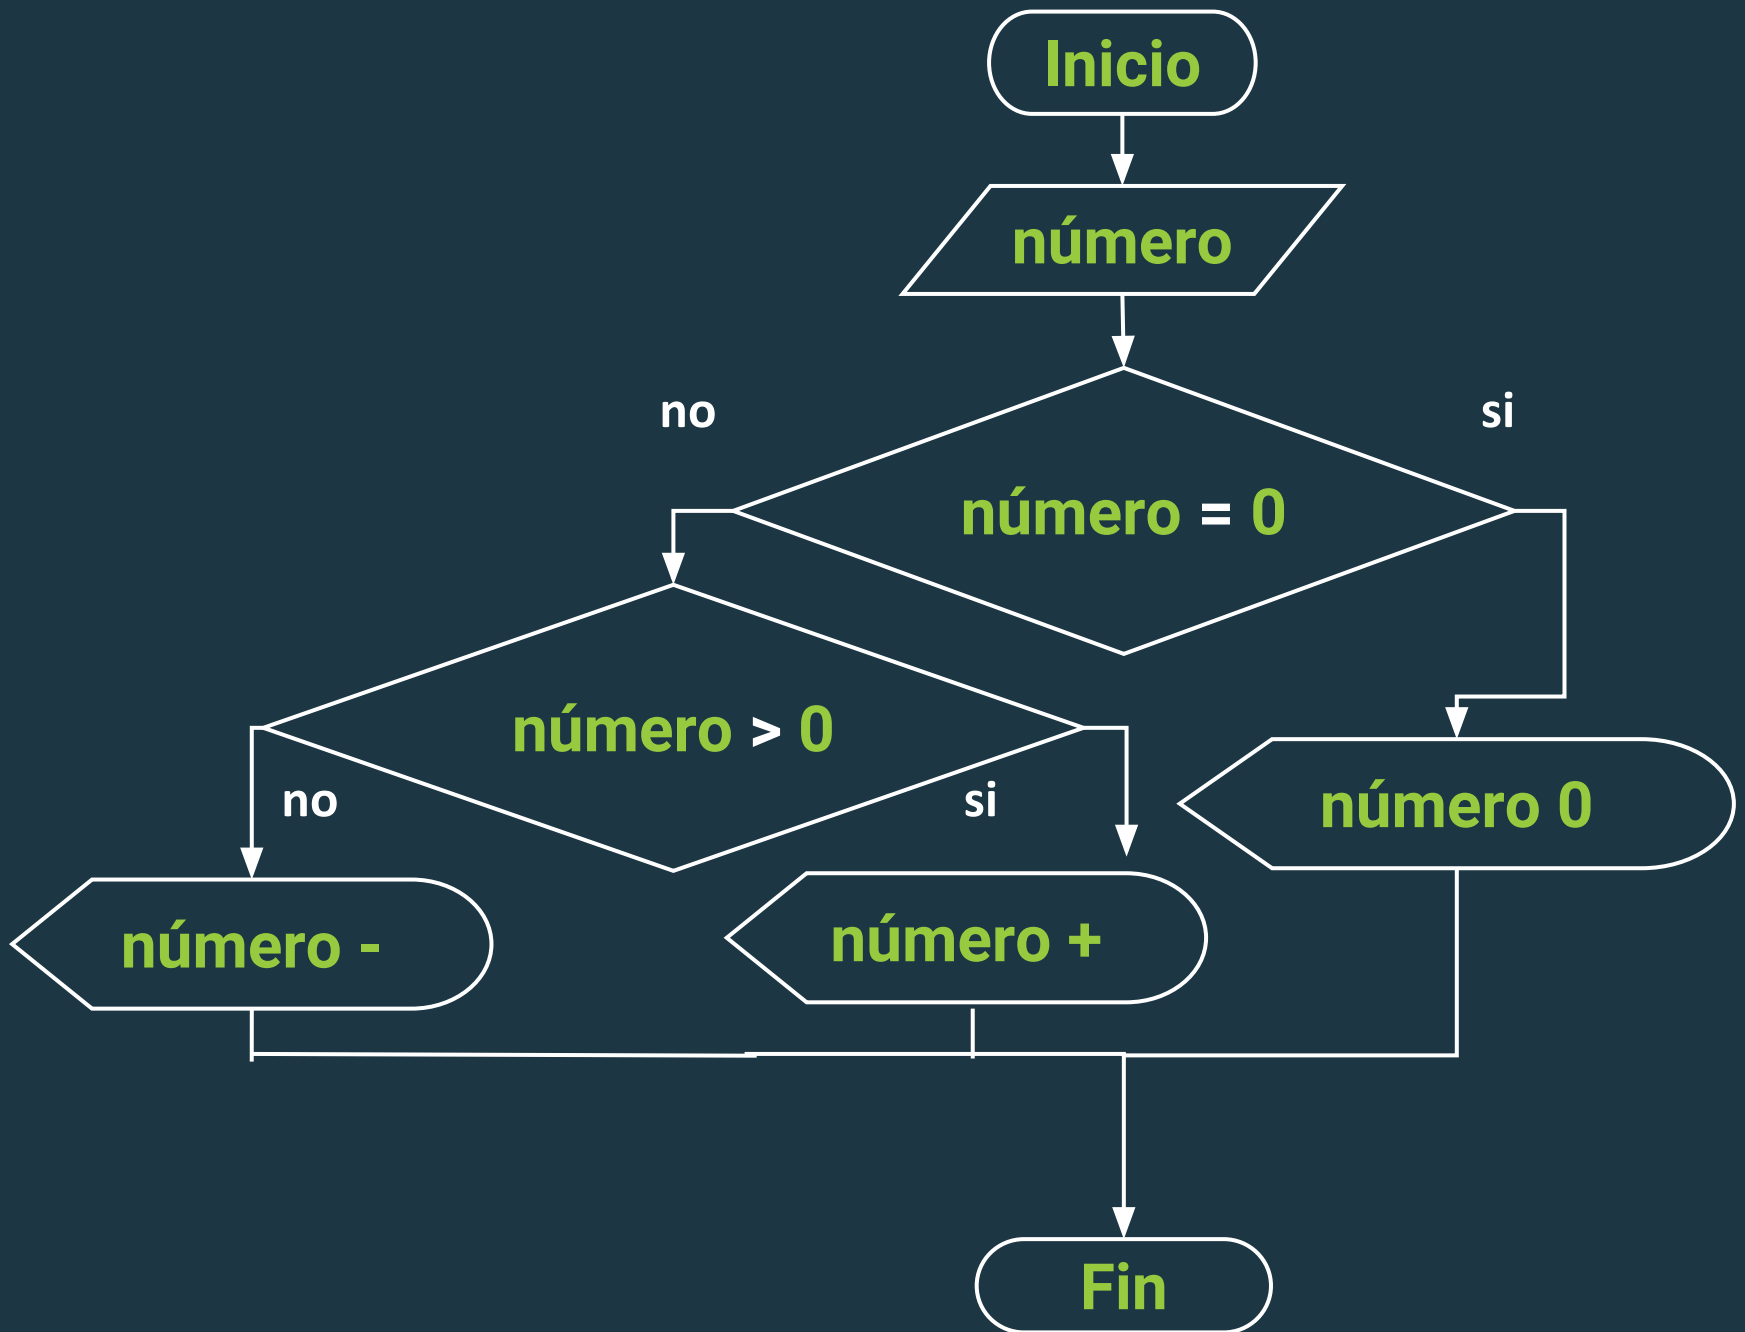 Inicio
número
no
si
número = 0
número > 0
no
si
número 0
número -
número +
Fin